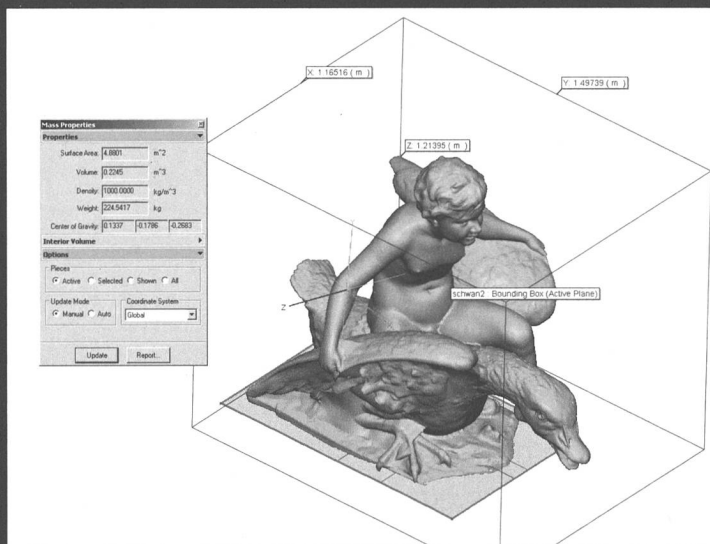 X: 1.16516 ( m )
Y: 1.49739 ( m )
Z: 1.21395 ( m )
Mass Properties
Properties
Surface Area: 4.8801 m^2
Volume: 0.2245 m^3
Density: 1000.0000 kg/m^3
Weight: 224.5417 kg
Center of Gravity: 0.1337 -0.1786 -0.2683
Interior Volume
Options
Pieces
Active Selected Shown All
Update Mode Coordinate System
Manual Auto Global
Update Report...
Z
schwan2 Bounding Box (Active Plane)